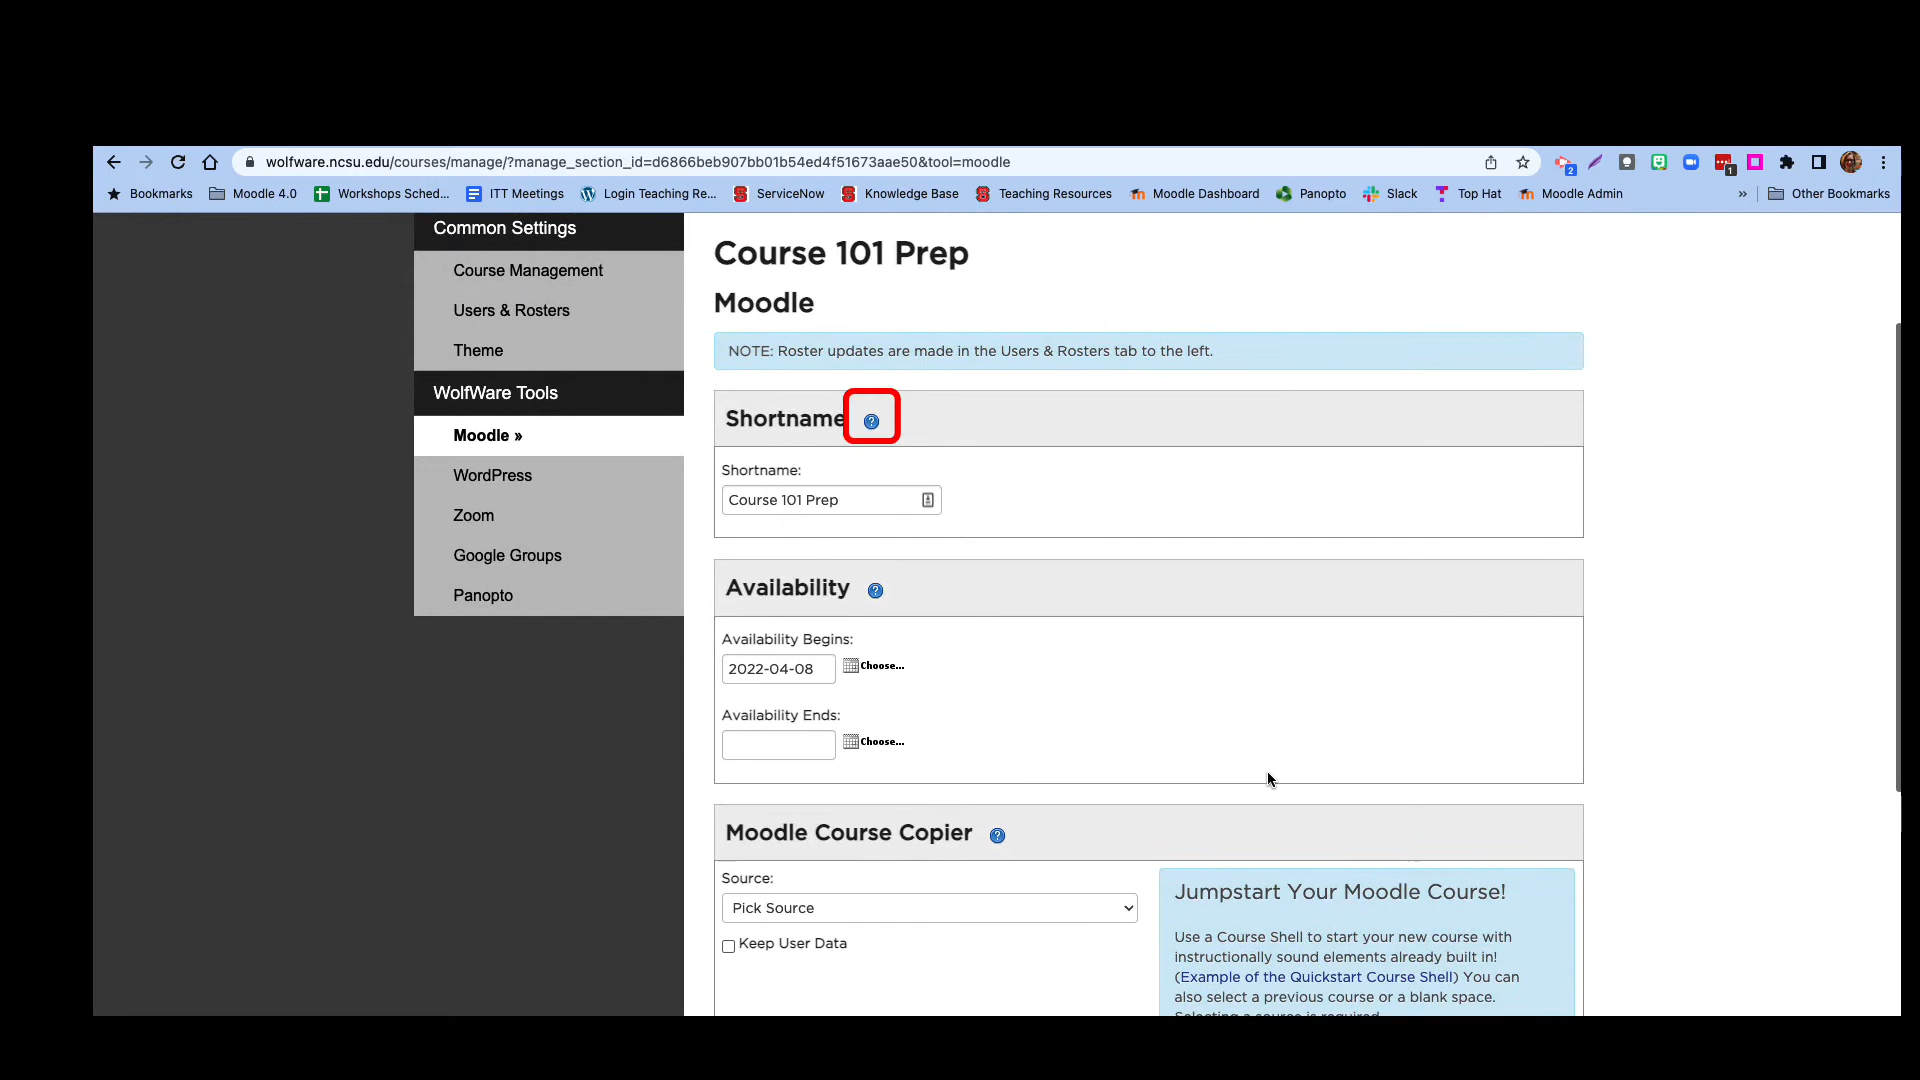 wolfware.ncsu.edu/courses/manage/?manage_section_id=d6866beb907bb01b54ed4f51673aae50&tool=moodle
2
1
Bookmarks Moodle 4.0 Workshops Sched... ITT Meetings Login Teaching Re... ServiceNow Knowledge Base Teaching Resources Moodle Dashboard Panopto Slack Top Hat Moodle Admin » Other Bookmarks
Common Settings
Course Management
Users & Rosters
Theme
WolfWare Tools
Moodle »
WordPress
Zoom
Google Groups
Panopto
Course 101 Prep
Moodle
NOTE: Roster updates are made in the Users & Rosters tab to the left.
Shortname ?
Shortname:
Course 101 Prep
Availability ?
Availability Begins:
2022-04-08 Choose...
Availability Ends:
Choose...
Moodle Course Copier ?
Source:
Pick Source
Keep User Data
Jumpstart Your Moodle Course!
Use a Course Shell to start your new course with
instructionally sound elements already built in!
(Example of the Quickstart Course Shell) You can
also select a previous course or a blank space.
Selecting a source is required.